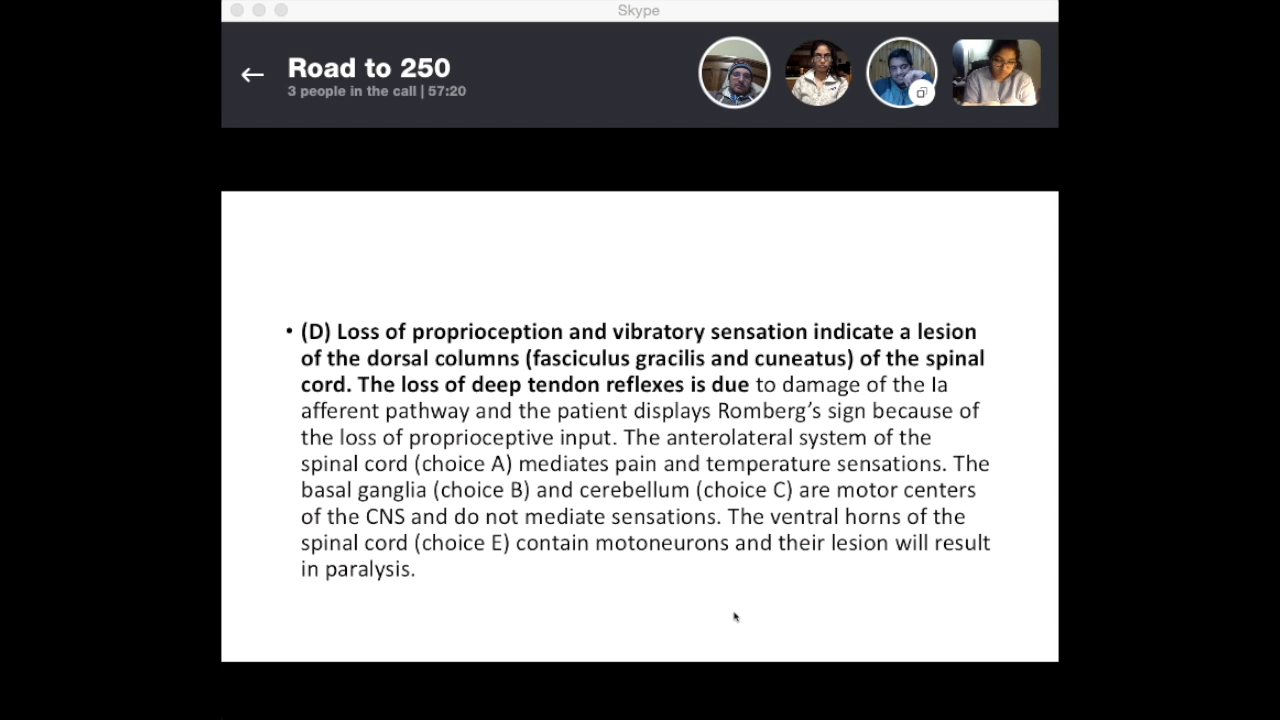 Skype
←
Road to 250
3 people in the call | 57:20
• (D) Loss of proprioception and vibratory sensation indicate a lesion
of the dorsal columns (fasciculus gracilis and cuneatus) of the spinal
cord. The loss of deep tendon reflexes is due to damage of the Ia
afferent pathway and the patient displays Romberg’s sign because of
the loss of proprioceptive input. The anterolateral system of the
spinal cord (choice A) mediates pain and temperature sensations. The
basal ganglia (choice B) and cerebellum (choice C) are motor centers
of the CNS and do not mediate sensations. The ventral horns of the
spinal cord (choice E) contain motoneurons and their lesion will result
in paralysis.